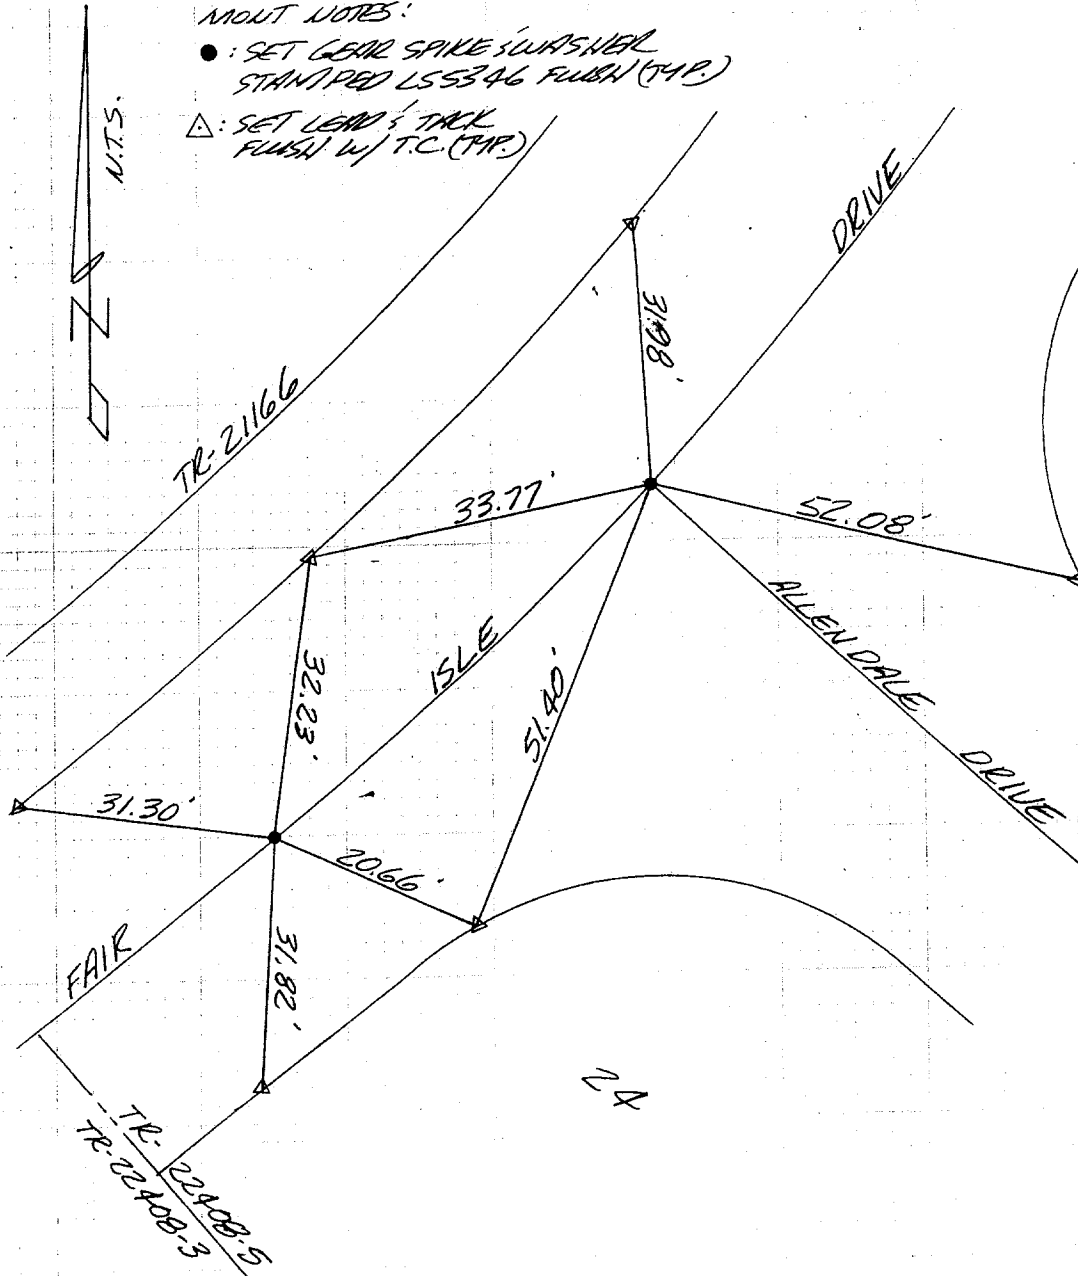 MONT NOTES:
● : SET GEAR SPIKE & WASHER
STAMPED LS5346 FLUSH (TYP.)
△ : SET LEAD & TACK
FLUSH W/ T.C. (TYP.)
N.T.S.
N
DRIVE
31.98'
TR-21166
33.77'
52.08'
ALLENDALE
DRIVE
ISLE
32.23'
51.40'
31.30'
20.66'
FAIR
31.82'
24
TR-22408-5
TR-22408-3